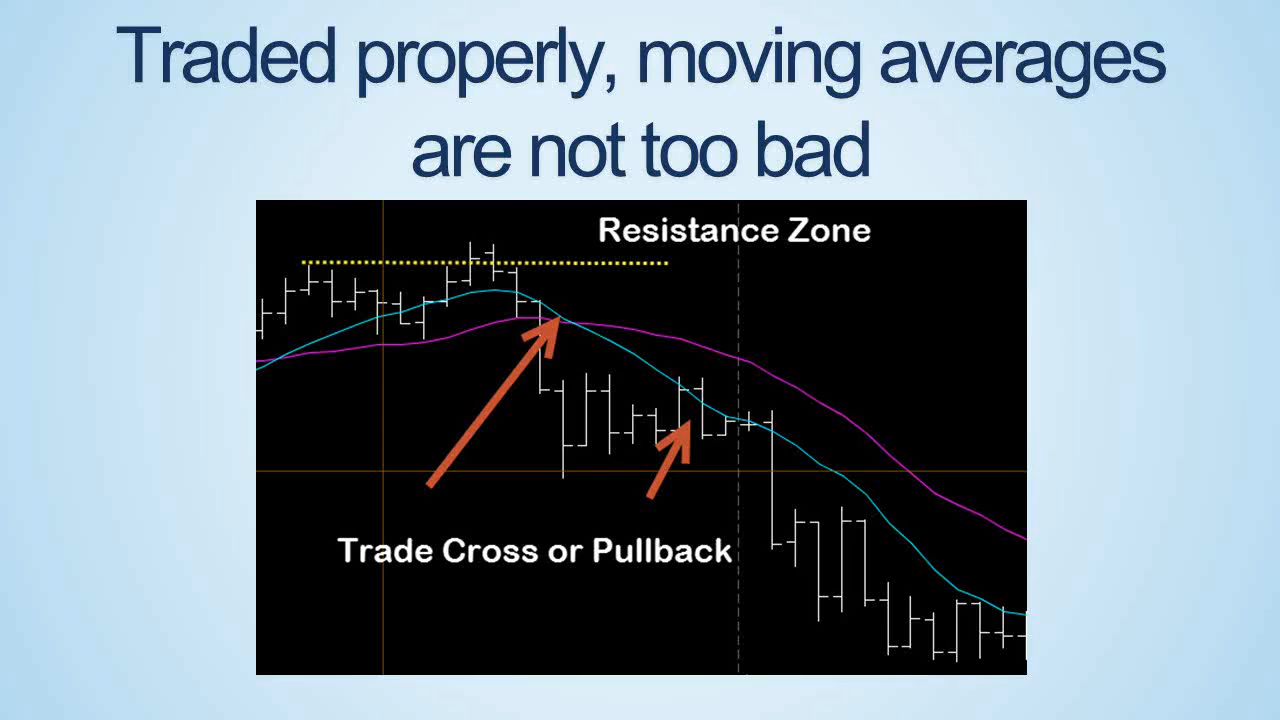 Traded properly, moving averages
are not too bad
Resistance Zone
Trade Cross or Pullback